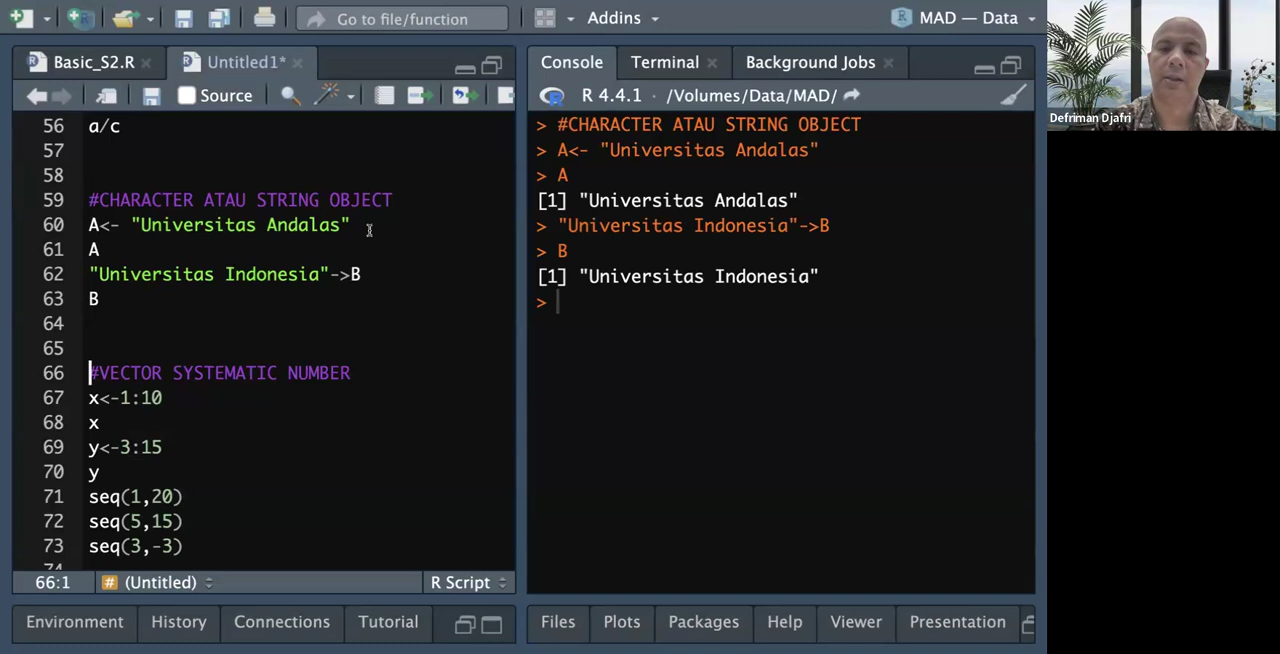 Go to file/function
Addins
MAD — Data
Basic_S2.R
Untitled1*
Source
56 a/c
57
58
59 #CHARACTER ATAU STRING OBJECT
60 A<- "Universitas Andalas"
61 A
62 "Universitas Indonesia"->B
63 B
64
65
66 #VECTOR SYSTEMATIC NUMBER
67 x<-1:10
68 x
69 y<-3:15
70 y
71 seq(1,20)
72 seq(5,15)
73 seq(3,-3)
74
66:1 # (Untitled) R Script
Environment History Connections Tutorial
Console Terminal Background Jobs
R 4.4.1 · /Volumes/Data/MAD/
> #CHARACTER ATAU STRING OBJECT
> A<- "Universitas Andalas"
> A
[1] "Universitas Andalas"
> "Universitas Indonesia"->B
> B
[1] "Universitas Indonesia"
>
Files Plots Packages Help Viewer Presentation
Defriman Djafri